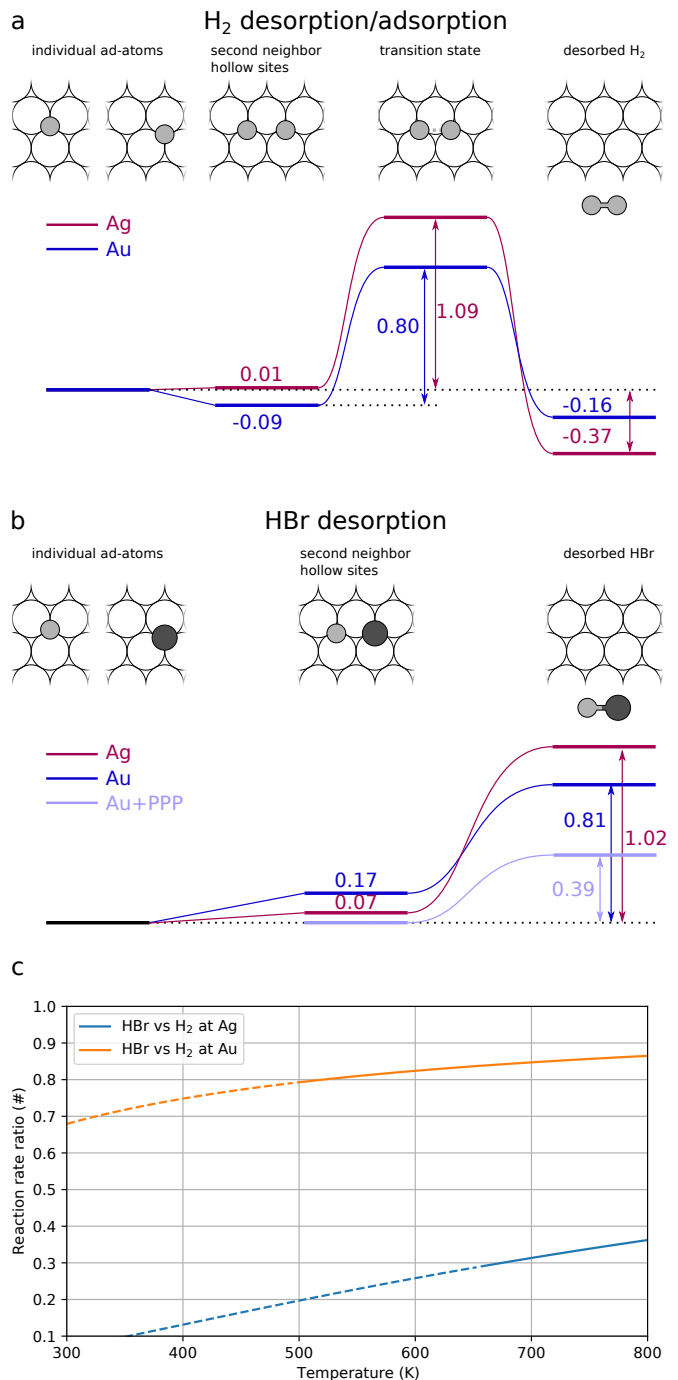 a
H₂ desorption/adsorption
individual ad-atoms
second neighbor
hollow sites
transition state
desorbed H₂
Ag
Au
0.80
1.09
0.01
-0.09
-0.16
-0.37
b
HBr desorption
individual ad-atoms
second neighbor
hollow sites
desorbed HBr
Ag
Au
Au+PPP
0.17
0.07
0.81
1.02
0.39
c
HBr vs H₂ at Ag
HBr vs H₂ at Au
Reaction rate ratio (#)
1.0
0.9
0.8
0.7
0.6
0.5
0.4
0.3
0.2
0.1
300
400
500
600
700
800
Temperature (K)